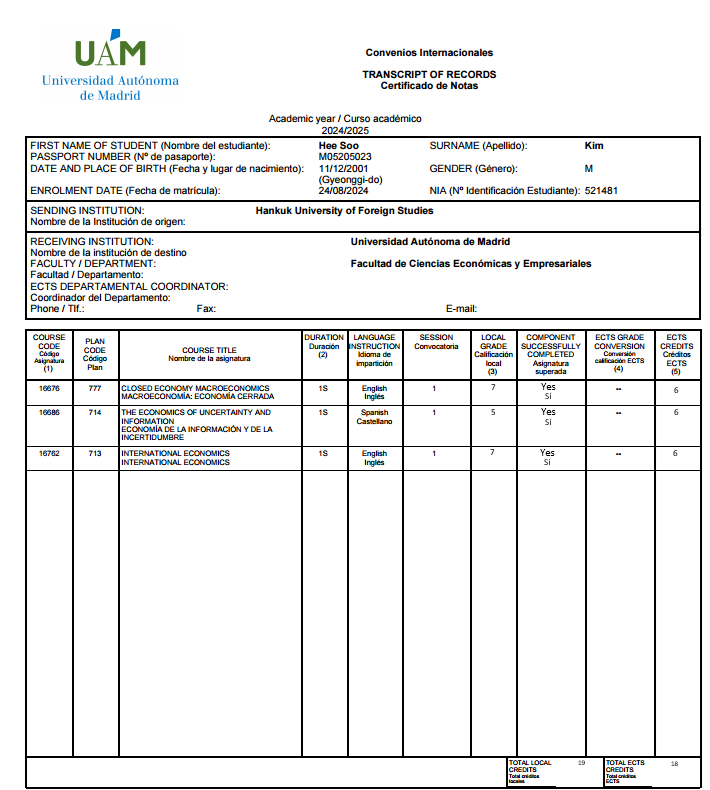 UAM
Universidad Autónoma
de Madrid
Convenios Internacionales
TRANSCRIPT OF RECORDS
Certificado de Notas
Academic year / Curso académico
2024/2025
FIRST NAME OF STUDENT (Nombre del estudiante): Hee Soo SURNAME (Apellido): Kim
PASSPORT NUMBER (Nº de pasaporte): M05205023
DATE AND PLACE OF BIRTH (Fecha y lugar de nacimiento): 11/12/2001 GENDER (Género): M
(Gyeonggi-do)
ENROLMENT DATE (Fecha de matrícula): 24/08/2024 NIA (Nº Identificación Estudiante): 521481
SENDING INSTITUTION: Hankuk University of Foreign Studies
Nombre de la Institución de origen:
RECEIVING INSTITUTION: Universidad Autónoma de Madrid
Nombre de la institución de destino
FACULTY / DEPARTMENT: Facultad de Ciencias Económicas y Empresariales
Facultad / Departamento:
ECTS DEPARTAMENTAL COORDINATOR:
Coordinador del Departamento:
Phone / Tlf.: Fax: E-mail:
COURSE CODE Código Asignatura (1)
PLAN CODE Código Plan
COURSE TITLE Nombre de la asignatura
DURATION Duración (2)
LANGUAGE INSTRUCTION Idioma de impartición
SESSION Convocatoria
LOCAL GRADE Calificación local (3)
COMPONENT SUCCESSFULLY COMPLETED Asignatura superada
ECTS GRADE CONVERSION Conversión calificación ECTS (4)
ECTS CREDITS Créditos ECTS (5)
16676 777 CLOSED ECONOMY MACROECONOMICS 1S English 1 7 Yes -- 6
MACROECONOMÍA: ECONOMÍA CERRADA Inglés Sí
16686 714 THE ECONOMICS OF UNCERTAINTY AND 1S Spanish 1 5 Yes -- 6
INFORMATION Castellano Sí
ECONOMÍA DE LA INFORMACIÓN Y DE LA
INCERTIDUMBRE
16762 713 INTERNATIONAL ECONOMICS 1S English 1 7 Yes -- 6
INTERNATIONAL ECONOMICS Inglés Sí
TOTAL LOCAL 19 TOTAL ECTS 18
CREDITS CREDITS
Total créditos Total créditos
locales ECTS